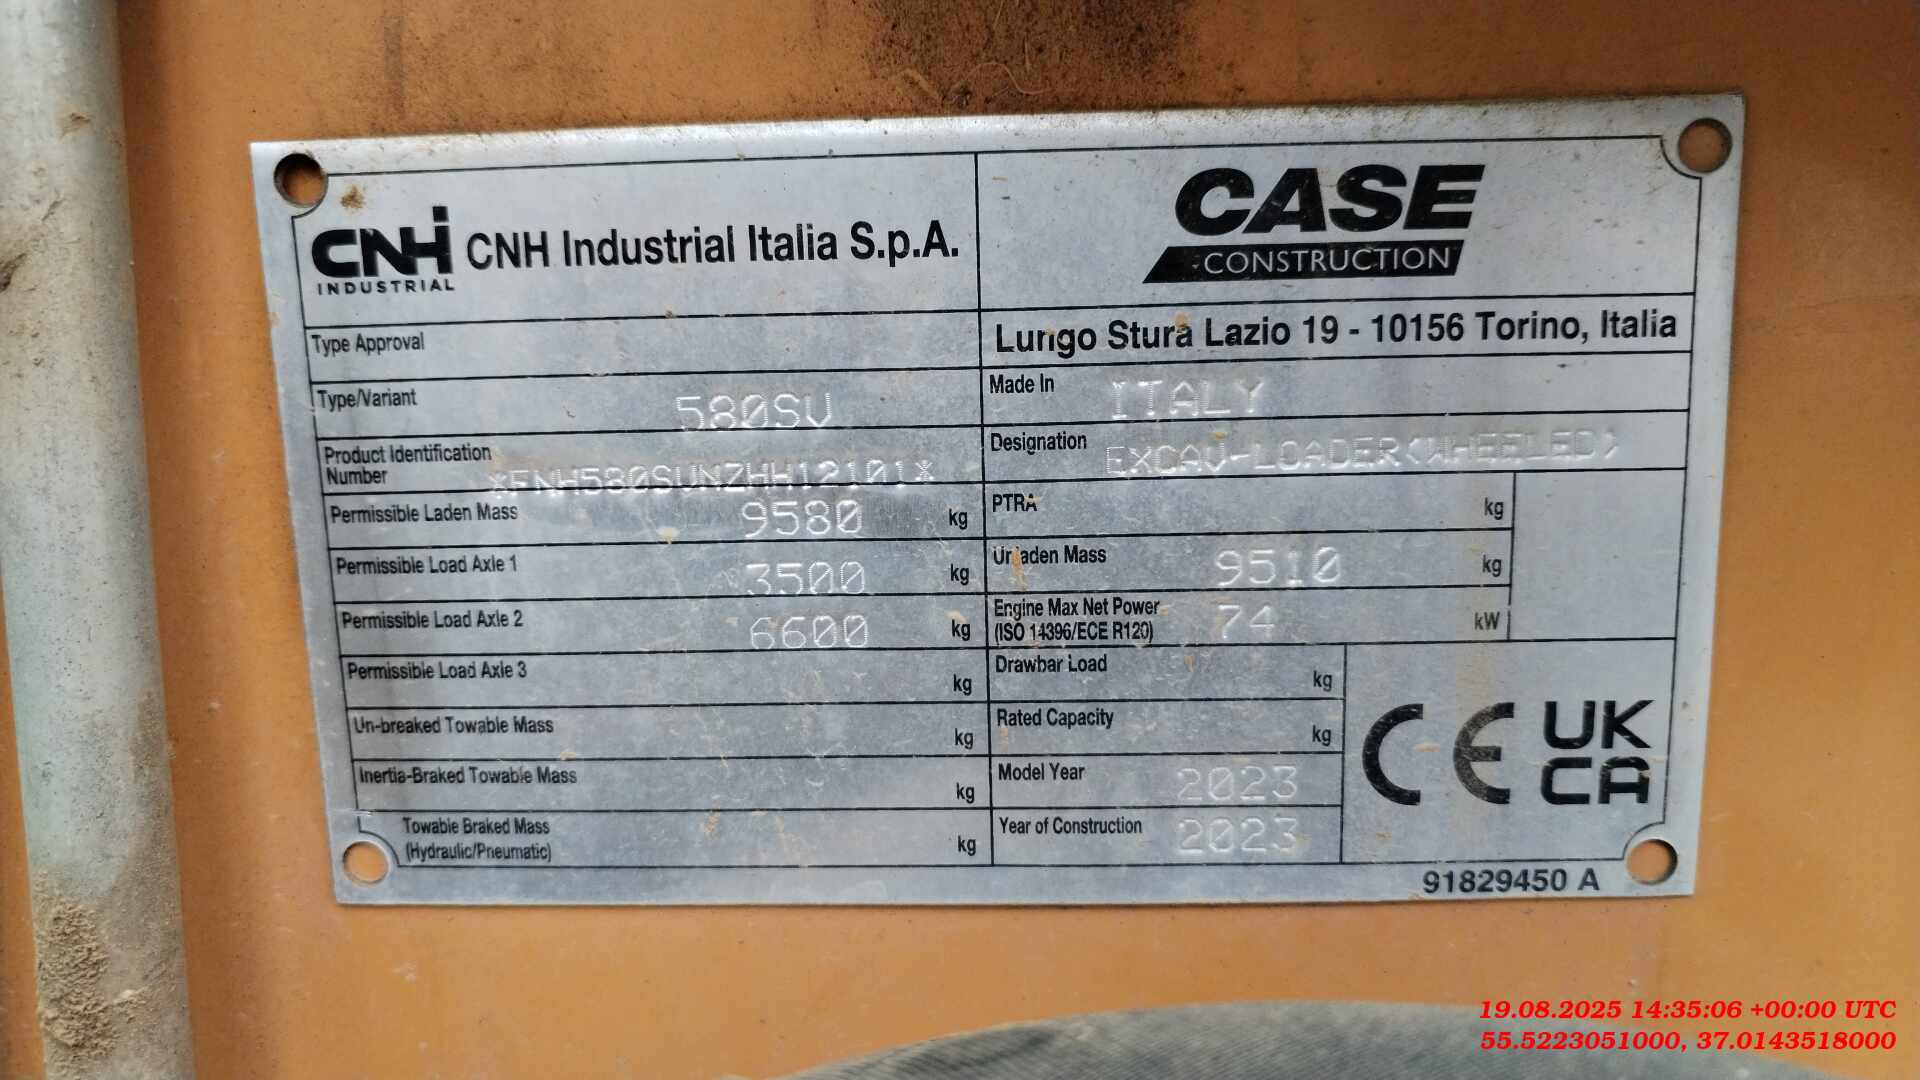 CNH INDUSTRIAL
CNH Industrial Italia S.p.A.
CASE
CONSTRUCTION
Lungo Stura Lazio 19 - 10156 Torino, Italia
Type Approval
Type/Variant 580SV
Made In ITALY
Product Identification Number *FNH580SVNZHH12101*
Designation EXCAV-LOADER<WHEELED>
Permissible Laden Mass 9580 kg
PTRA kg
Permissible Load Axle 1 3500 kg
Unladen Mass 9510 kg
Permissible Load Axle 2 6600 kg
Engine Max Net Power
(ISO 14396/ECE R120) 74 kW
Permissible Load Axle 3 kg
Drawbar Load kg
Un-breaked Towable Mass kg
Rated Capacity kg
Inertia-Braked Towable Mass kg
Model Year 2023
Towable Braked Mass
(Hydraulic/Pneumatic) kg
Year of Construction 2023
CE UK
CA
91829450 A
19.08.2025 14:35:06 +00:00 UTC
55.5223051000, 37.0143518000